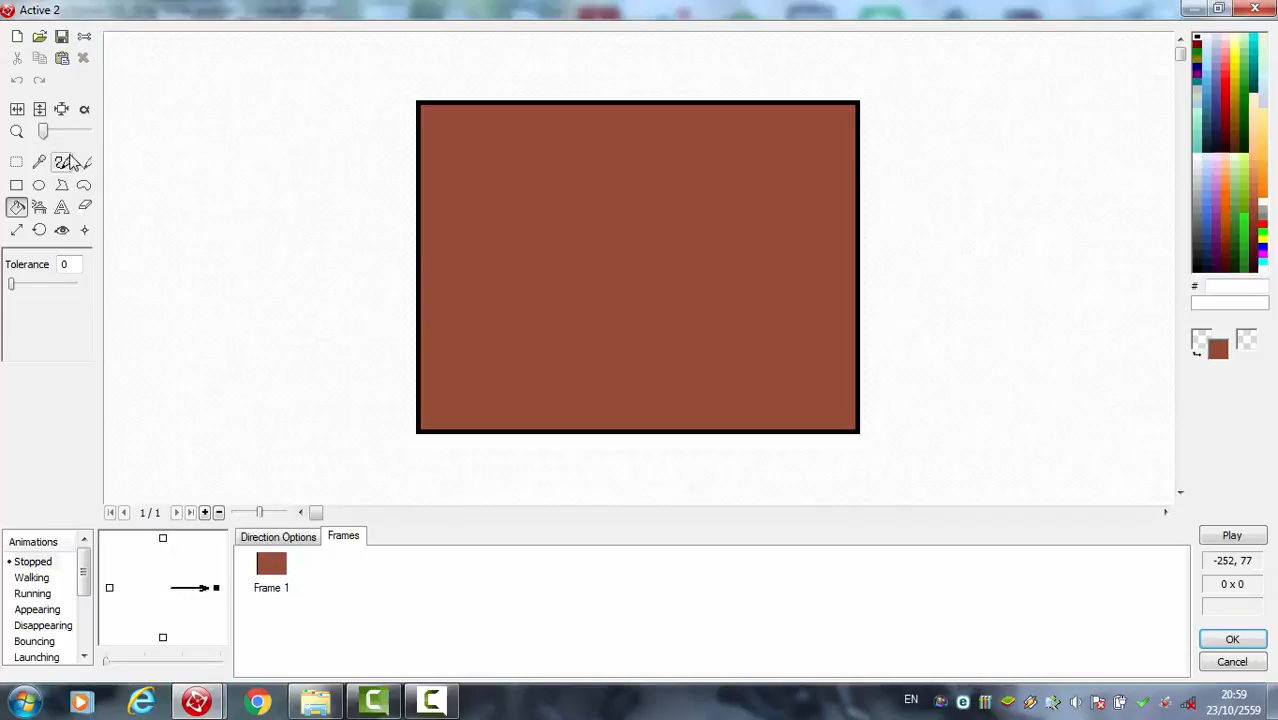 Active 2
Tolerance 0
1 / 1
Direction Options
Frames
Animations
Stopped
Walking
Running
Appearing
Disappearing
Bouncing
Launching
Frame 1
#
Play
-252, 77
0 x 0
OK
Cancel
EN
20:59
23/10/2559